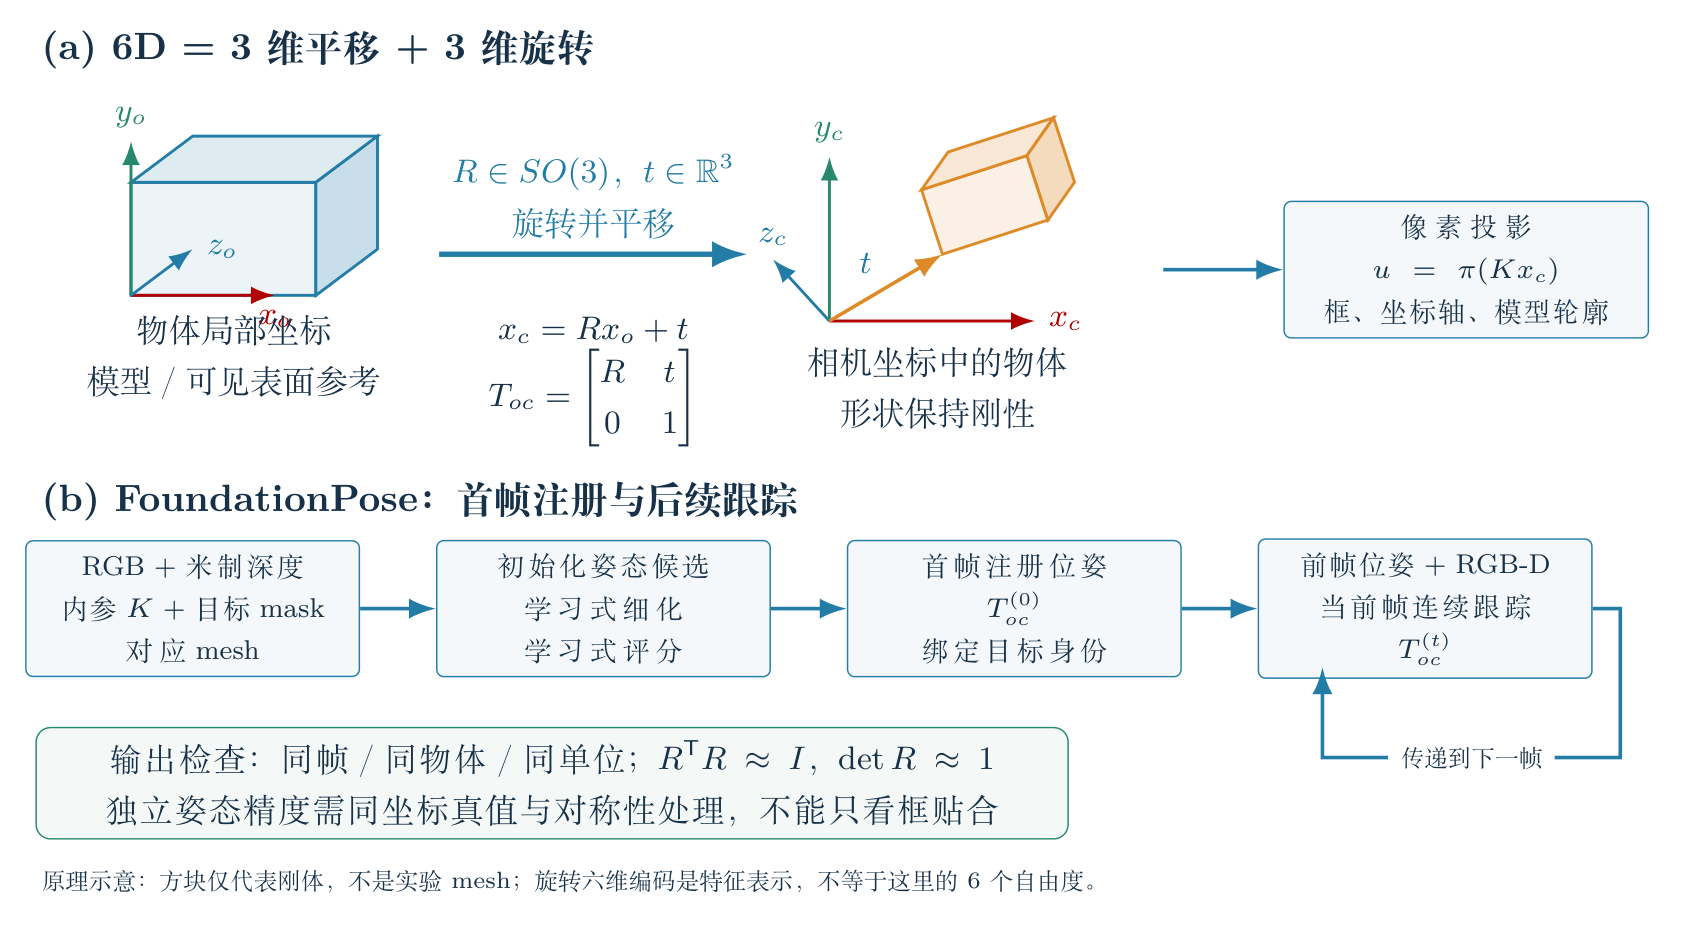 (a) 6D = 3 维平移 + 3 维旋转
y_o
z_o
x_o
物体局部坐标
模型 / 可见表面参考
R ∈ SO(3), t ∈ ℝ^3
旋转并平移
x_c = Rx_o + t
T_{oc} = [R t
0 1]
y_c
z_c
t
x_c
相机坐标中的物体
形状保持刚性
像素投影
u = π(Kx_c)
框、坐标轴、模型轮廓
(b) FoundationPose：首帧注册与后续跟踪
RGB + 米制深度
内参 K + 目标 mask
对应 mesh
初始化姿态候选
学习式细化
学习式评分
首帧注册位姿
T_{oc}^{(0)}
绑定目标身份
前帧位姿 + RGB-D
当前帧连续跟踪
T_{oc}^{(t)}
传递到下一帧
输出检查：同帧 / 同物体 / 同单位；R^⊤R ≈ I, det R ≈ 1
独立姿态精度需同坐标真值与对称性处理，不能只看框贴合
原理示意：方块仅代表刚体，不是实验 mesh；旋转六维编码是特征表示，不等于这里的 6 个自由度。